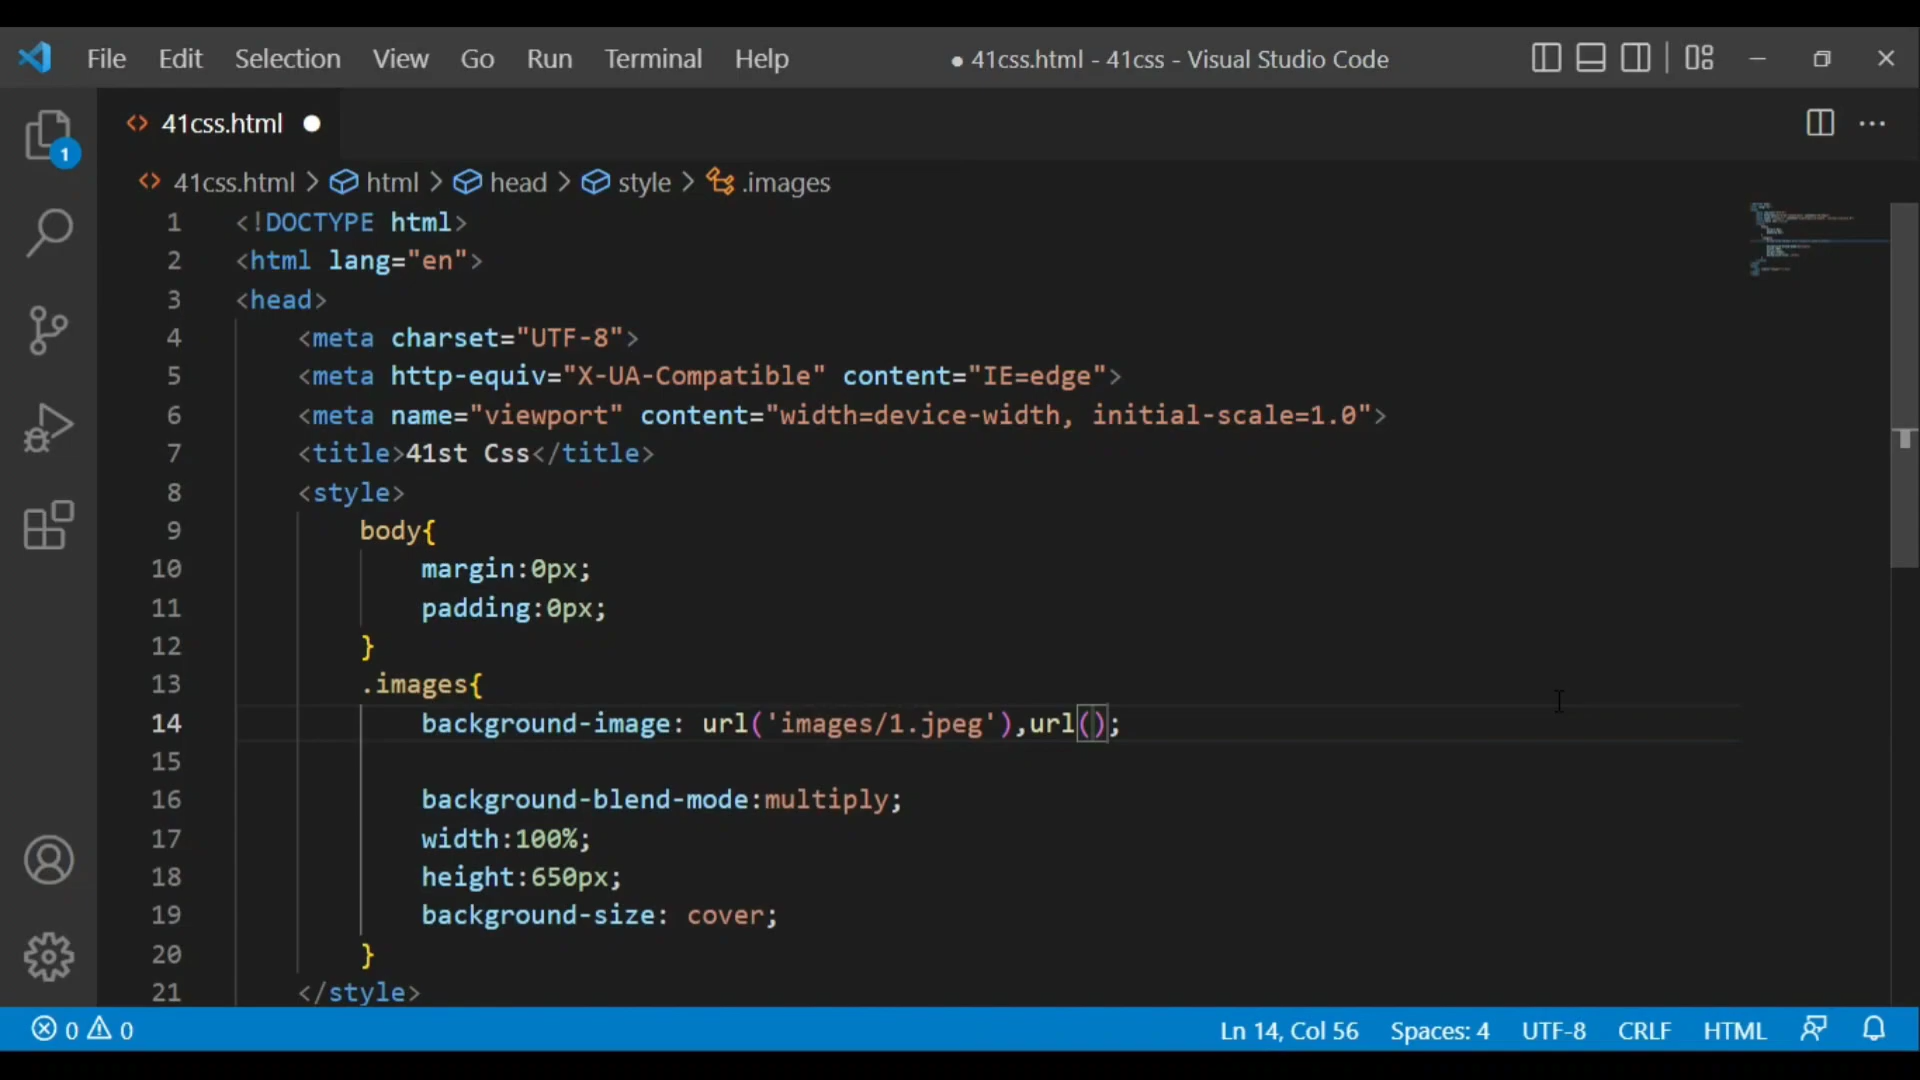 File Edit Selection View Go Run Terminal Help ● 41css.html - 41css - Visual Studio Code
41css.html
1
41css.html > html > head > style > .images
1 <!DOCTYPE html>
2 <html lang="en">
3 <head>
4 <meta charset="UTF-8">
5 <meta http-equiv="X-UA-Compatible" content="IE=edge">
6 <meta name="viewport" content="width=device-width, initial-scale=1.0">
7 <title>41st Css</title>
8 <style>
9 body{
10 margin:0px;
11 padding:0px;
12 }
13 .images{
14 background-image: url('images/1.jpeg'),url();
15
16 background-blend-mode:multiply;
17 width:100%;
18 height:650px;
19 background-size: cover;
20 }
21 </style>
0 0 Ln 14, Col 56 Spaces: 4 UTF-8 CRLF HTML